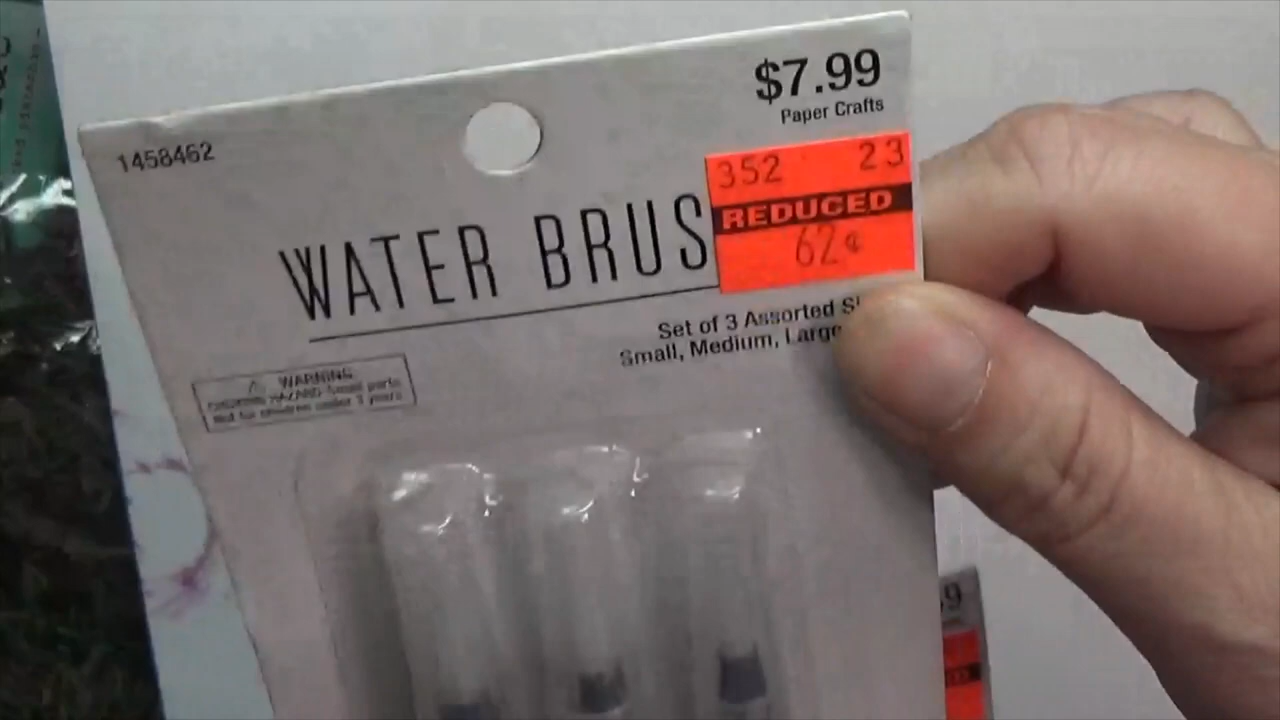 $7.99
Paper Crafts
1458462
352 23
REDUCED
62¢
WATER BRUS
Set of 3 Assorted
Small, Medium, Large
WARNING
CHOKING HAZARD-Small parts
Not for children under 3 years